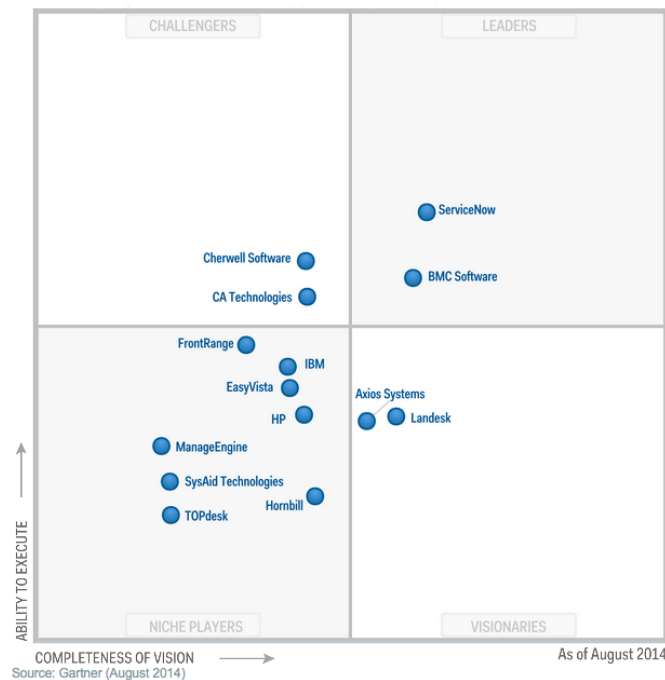 CHALLENGERS
LEADERS
ServiceNow
Cherwell Software
BMC Software
CA Technologies
FrontRange
IBM
EasyVista
Axios Systems
HP
Landesk
ManageEngine
SysAid Technologies
Hornbill
TOPdesk
ABILITY TO EXECUTE
NICHE PLAYERS
VISIONARIES
COMPLETENESS OF VISION
As of August 2014
Source: Gartner (August 2014)